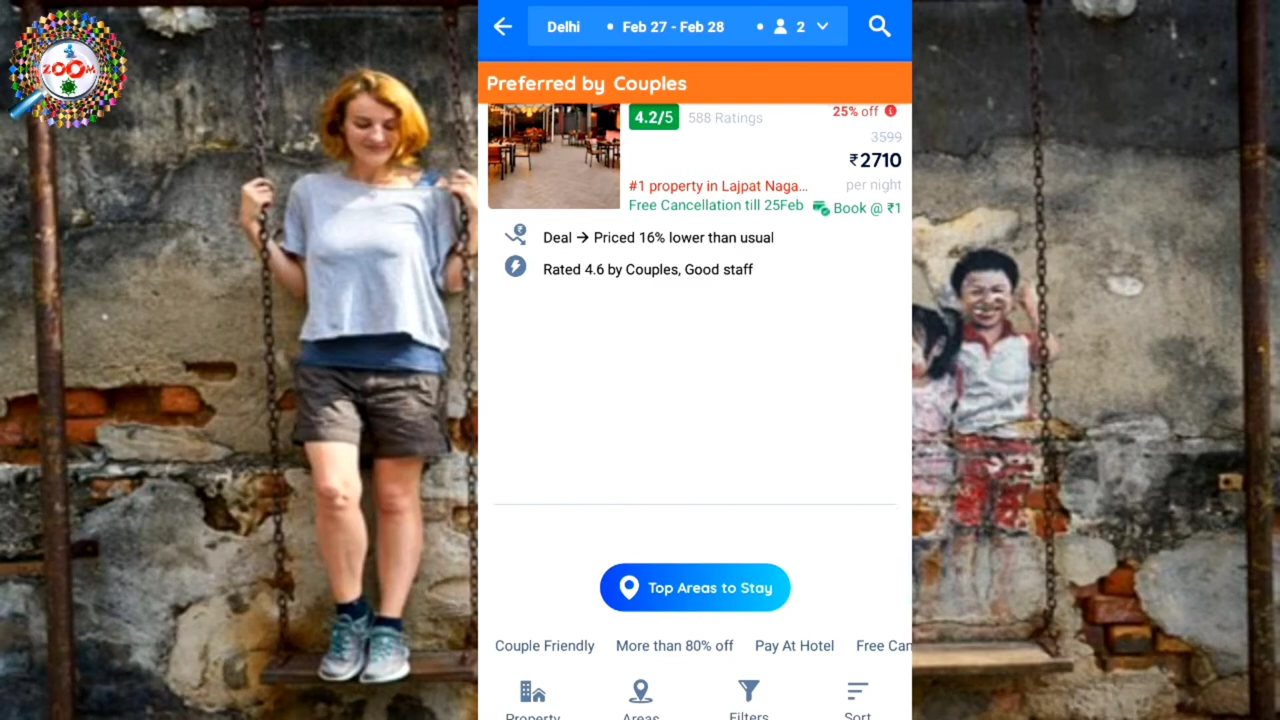 ZOOM
Delhi • Feb 27 - Feb 28 • 2
Preferred by Couples
4.2/5 588 Ratings 25% off
3599
₹2710
per night
#1 property in Lajpat Naga...
Free Cancellation till 25Feb Book @ ₹1
Deal → Priced 16% lower than usual
Rated 4.6 by Couples, Good staff
Top Areas to Stay
Couple Friendly More than 80% off Pay At Hotel Free Can
Property Areas Filters Sort